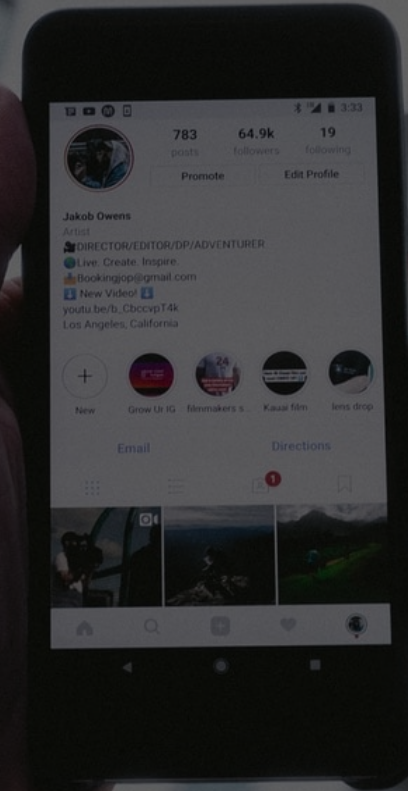 3:33
783 64.9k 19
posts followers following
Promote Edit Profile
Jakob Owens
Artist
🎥DIRECTOR/EDITOR/DP/ADVENTURER
🌎Live. Create. Inspire.
📩Bookingjop@gmail.com
⬇️ New Video! ⬇️
youtu.be/b_CbccvpT4k
Los Angeles, California
24
New Grow Ur IG filmmakers s... Kauai film lens drop
Email Directions
1